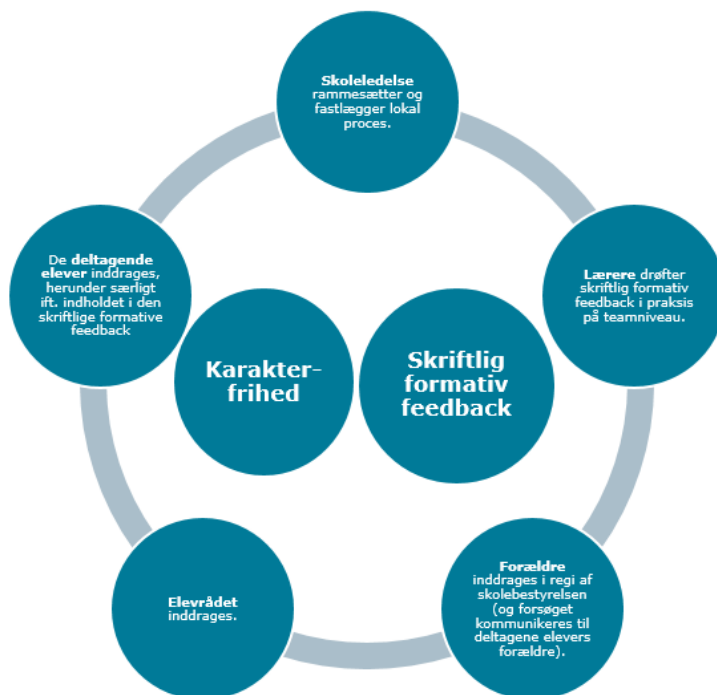 Skoleledelse
rammesætter og
fastlægger lokal
proces.
De deltagende
elever inddrages,
herunder særligt
ift. indholdet i den
skriftlige formative
feedback
Lærere drøfter
skriftlig formativ
feedback i praksis
på teamniveau.
Karakter-
frihed
Skriftlig
formativ
feedback
Elevrådet
inddrages.
Forældre
inddrages i regi af
skolebestyrelsen
(og forsøget
kommunikeres til
deltagene elevers
forældre).